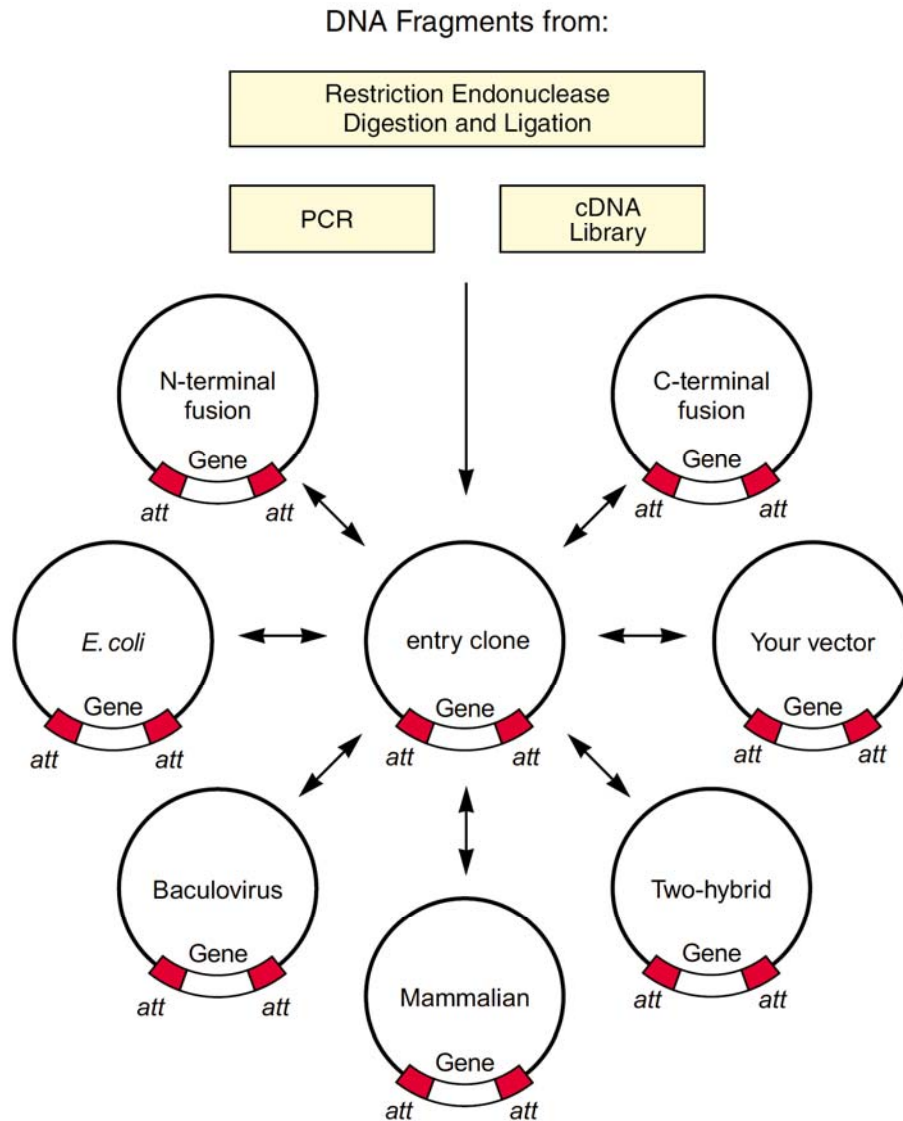 DNA Fragments from:
Restriction Endonuclease
Digestion and Ligation
PCR
cDNA
Library
N-terminal
fusion
Gene
att
att
C-terminal
fusion
Gene
att
att
E. coli
Gene
att
att
entry clone
Gene
att
att
Your vector
Gene
att
att
Baculovirus
Gene
att
att
Mammalian
Gene
att
att
Two-hybrid
Gene
att
att